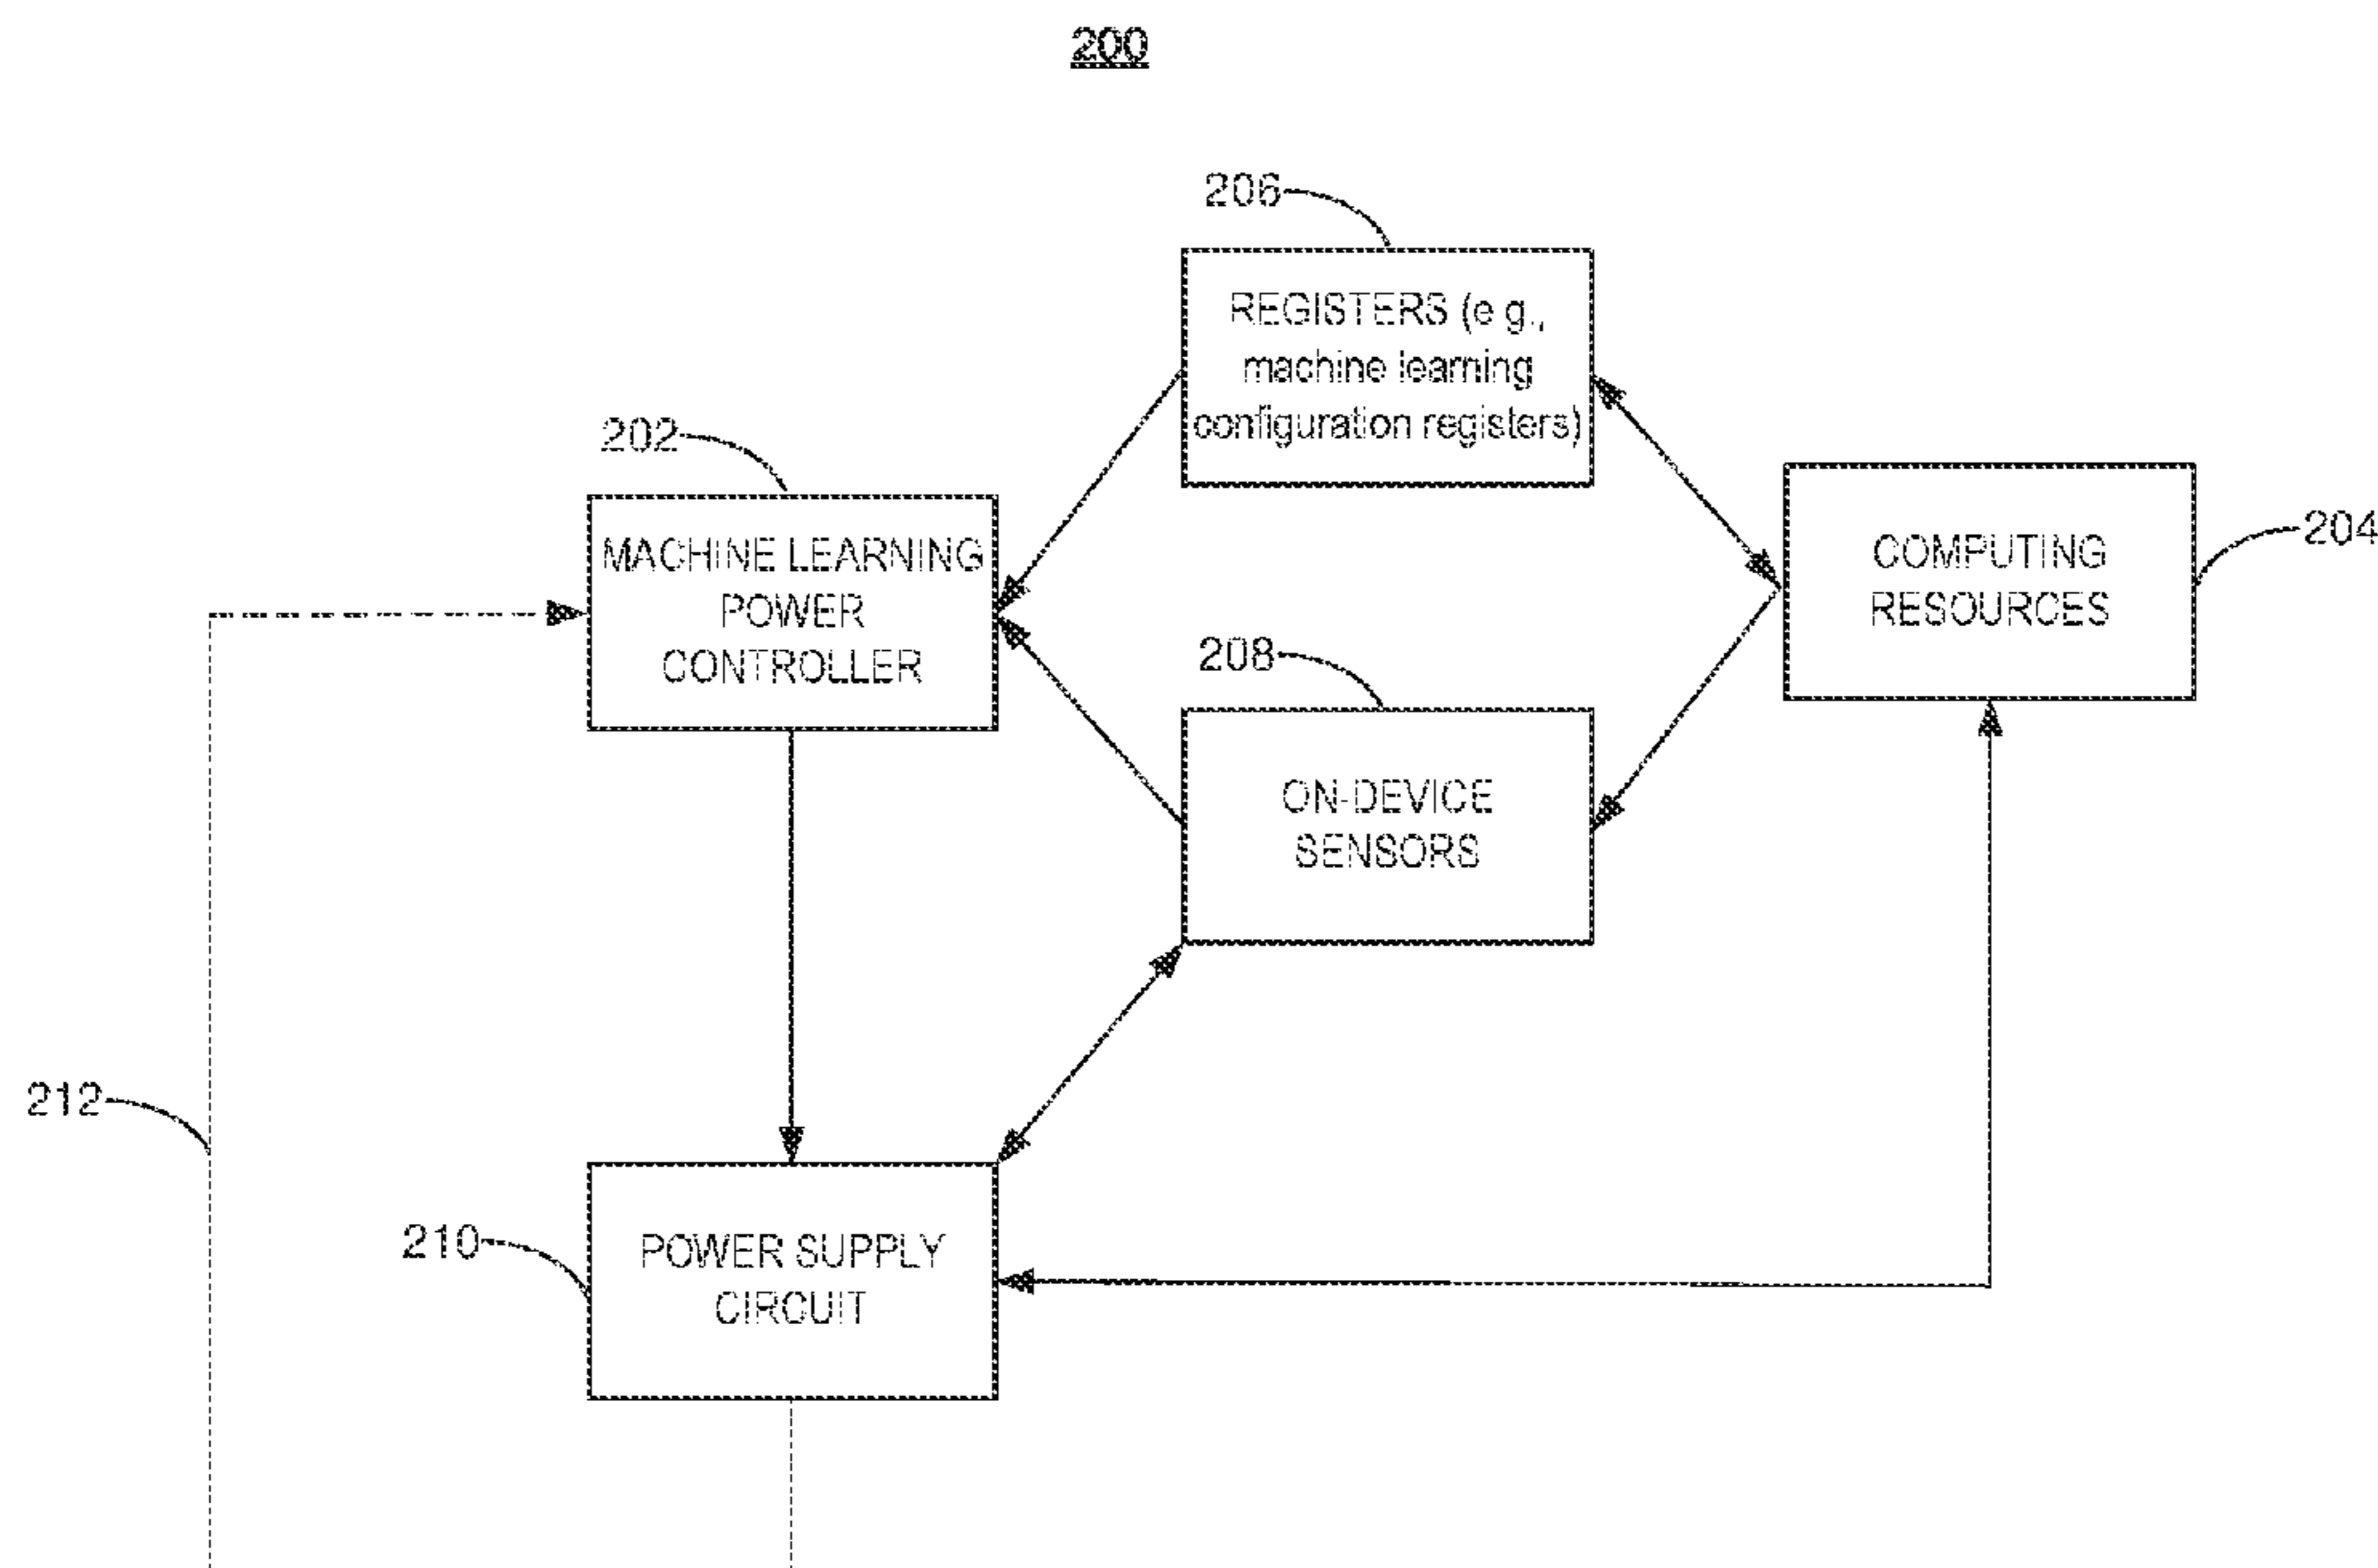 200
206
REGISTERS (e g.,
machine learning
configuration registers)
202
MACHINE LEARNING
POWER
CONTROLLER
204
COMPUTING
RESOURCES
208
ON-DEVICE
SENSORS
212
210
POWER SUPPLY
CIRCUIT